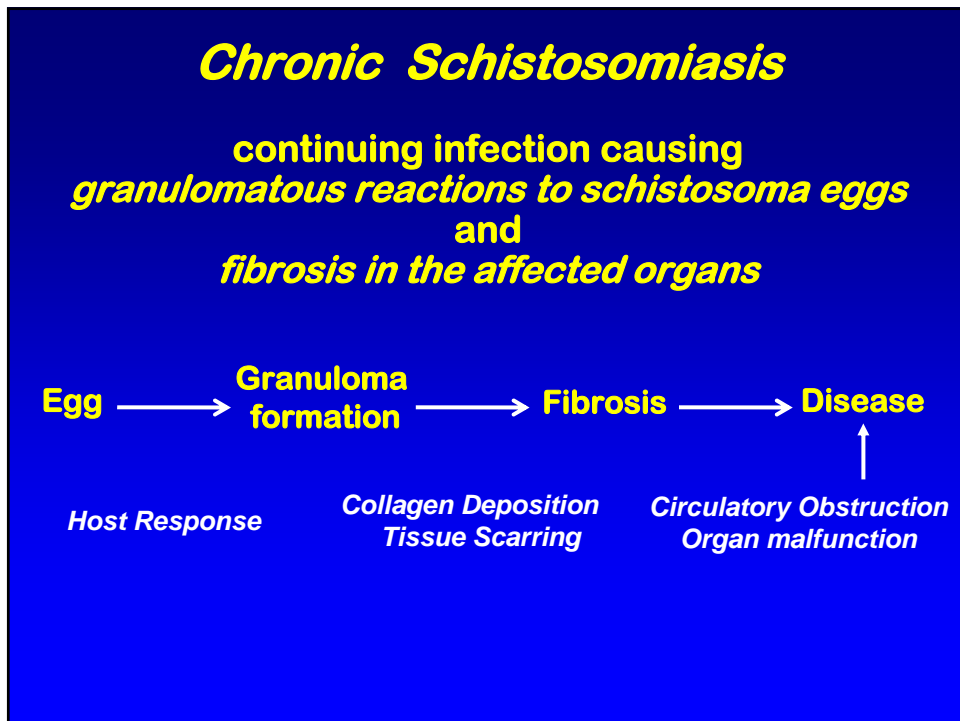 Chronic Schistosomiasis
continuing infection causing
granulomatous reactions to schistosoma eggs
and
fibrosis in the affected organs
Egg
Granuloma
formation
Fibrosis
Disease
Host Response
Collagen Deposition
Tissue Scarring
Circulatory Obstruction
Organ malfunction